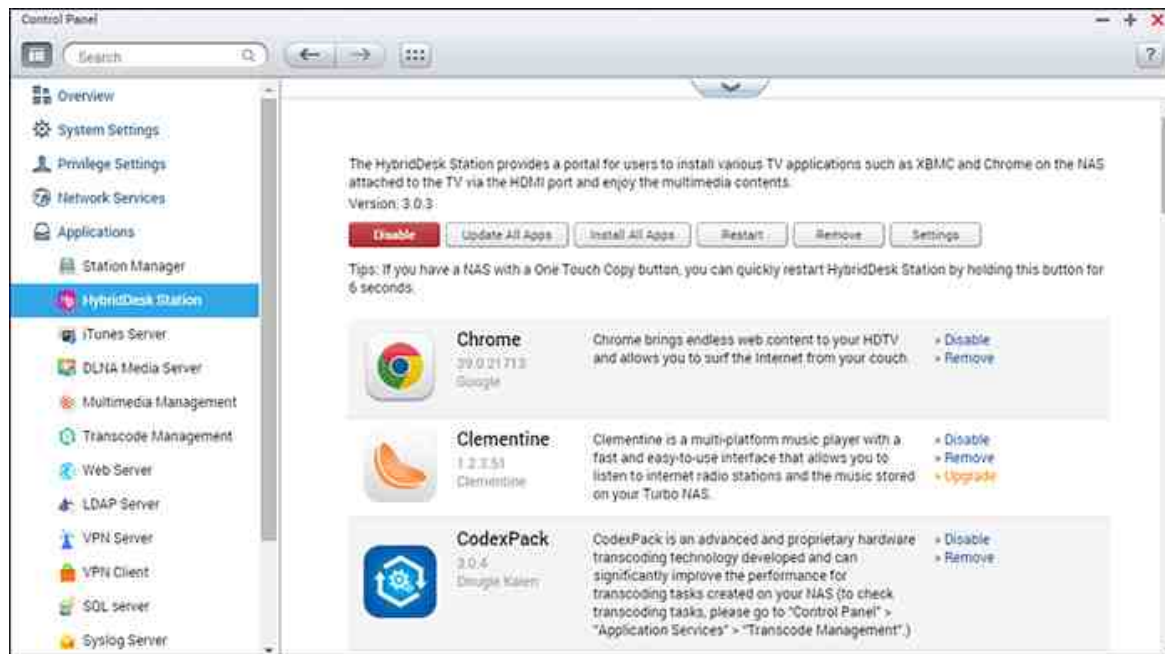 Control Panel
Search
?
Overview
System Settings
Privilege Settings
Network Services
Applications
Station Manager
HybridDesk Station
iTunes Server
DLNA Media Server
Multimedia Management
Transcode Management
Web Server
LDAP Server
VPN Server
VPN Client
SQL server
Syslog Server
The HybridDesk Station provides a portal for users to install various TV applications such as XBMC and Chrome on the NAS
attached to the TV via the HDMI port and enjoy the multimedia contents.
Version: 3.0.3
Disable Update All Apps Install All Apps Restart Remove Settings
Tips: If you have a NAS with a One Touch Copy button, you can quickly restart HybridDesk Station by holding this button for
6 seconds.
Chrome
39.0.21713
Google
Chrome brings endless web content to your HDTV
and allows you to surf the Internet from your couch.
» Disable
» Remove
Clementine
1.2.3.51
Clementine
Clementine is a multi-platform music player with a
fast and easy-to-use interface that allows you to
listen to internet radio stations and the music stored
on your Turbo NAS.
» Disable
» Remove
» Upgrade
CodexPack
3.0.4
CodexPack is an advanced and proprietary hardware
transcoding technology developed and can
significantly improve the performance for
transcoding tasks created on your NAS (to check
transcoding tasks, please go to "Control Panel" >
"Application Services" > "Transcode Management".)
» Disable
» Remove